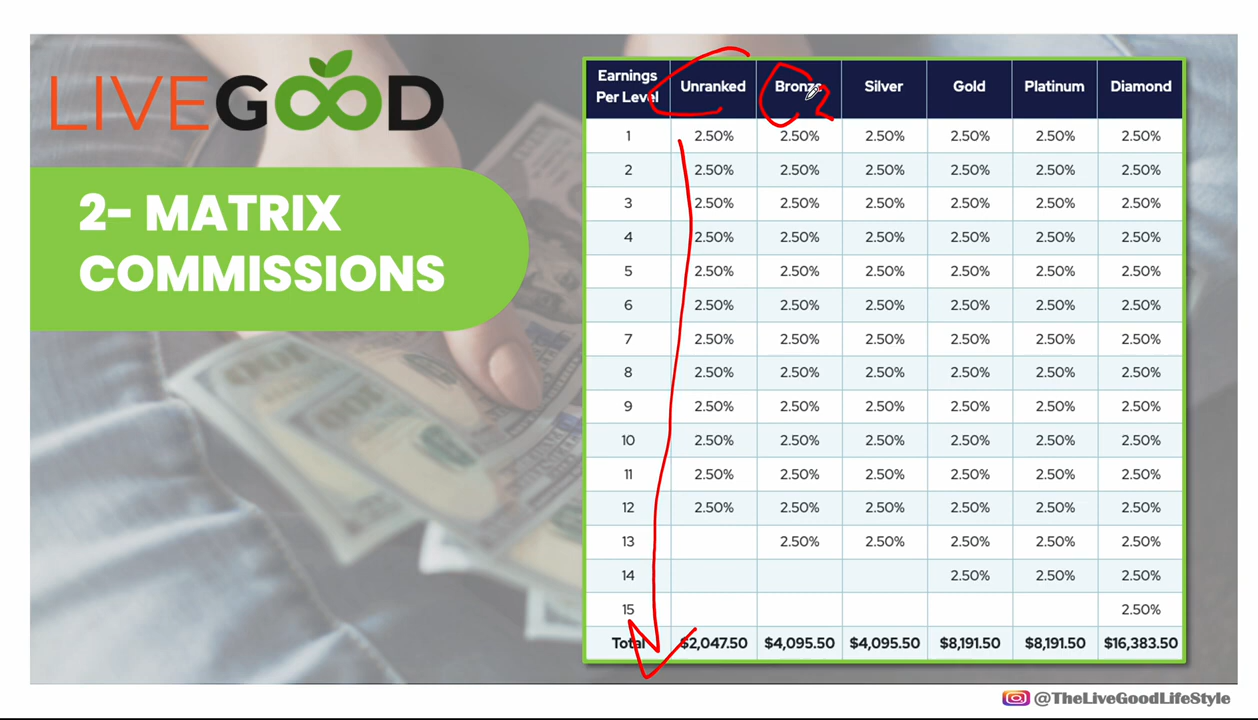 LIVEGOOD
2- MATRIX
COMMISSIONS
Earnings Per Level Unranked Bronze Silver Gold Platinum Diamond
1 2.50% 2.50% 2.50% 2.50% 2.50% 2.50%
2 2.50% 2.50% 2.50% 2.50% 2.50% 2.50%
3 2.50% 2.50% 2.50% 2.50% 2.50% 2.50%
4 2.50% 2.50% 2.50% 2.50% 2.50% 2.50%
5 2.50% 2.50% 2.50% 2.50% 2.50% 2.50%
6 2.50% 2.50% 2.50% 2.50% 2.50% 2.50%
7 2.50% 2.50% 2.50% 2.50% 2.50% 2.50%
8 2.50% 2.50% 2.50% 2.50% 2.50% 2.50%
9 2.50% 2.50% 2.50% 2.50% 2.50% 2.50%
10 2.50% 2.50% 2.50% 2.50% 2.50% 2.50%
11 2.50% 2.50% 2.50% 2.50% 2.50% 2.50%
12 2.50% 2.50% 2.50% 2.50% 2.50% 2.50%
13 2.50% 2.50% 2.50% 2.50% 2.50%
14 2.50% 2.50% 2.50%
15 2.50%
Total $2,047.50 $4,095.50 $4,095.50 $8,191.50 $8,191.50 $16,383.50
@TheLiveGoodLifeStyle